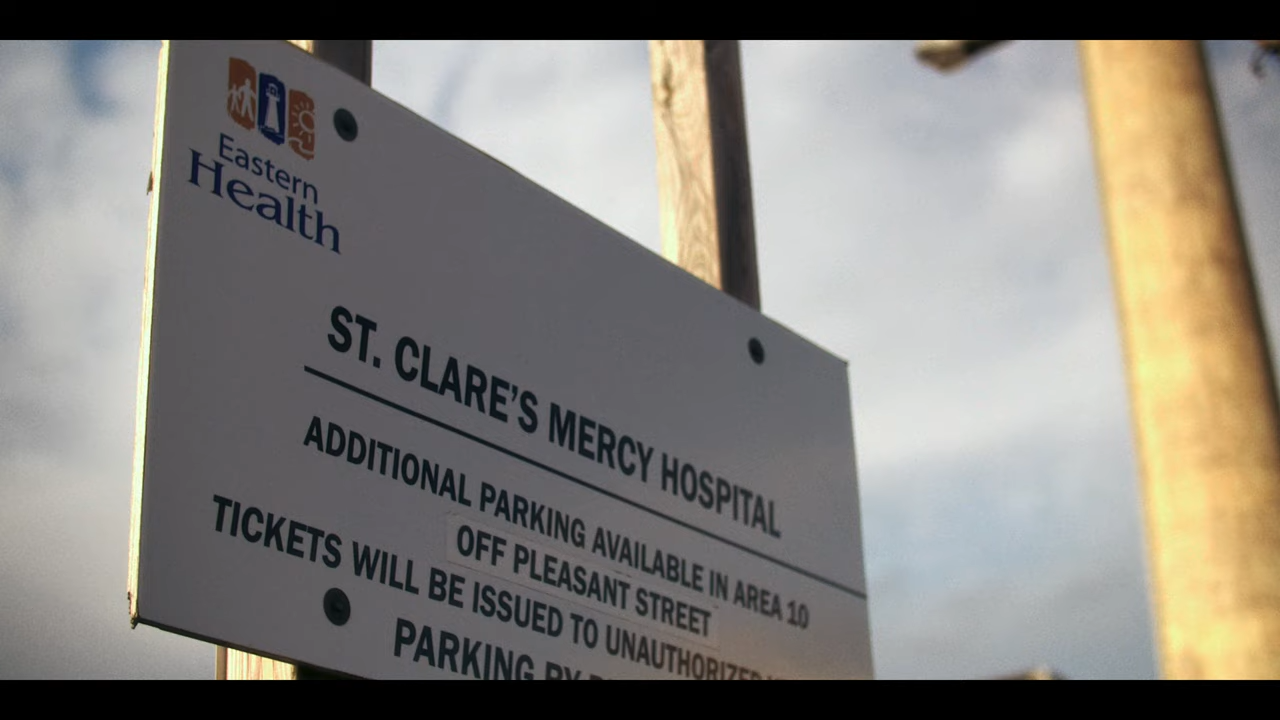 Eastern
Health
ST. CLARE'S MERCY HOSPITAL
ADDITIONAL PARKING AVAILABLE IN AREA 10
OFF PLEASANT STREET
TICKETS WILL BE ISSUED TO UNAUTHORIZED
PARKING BY